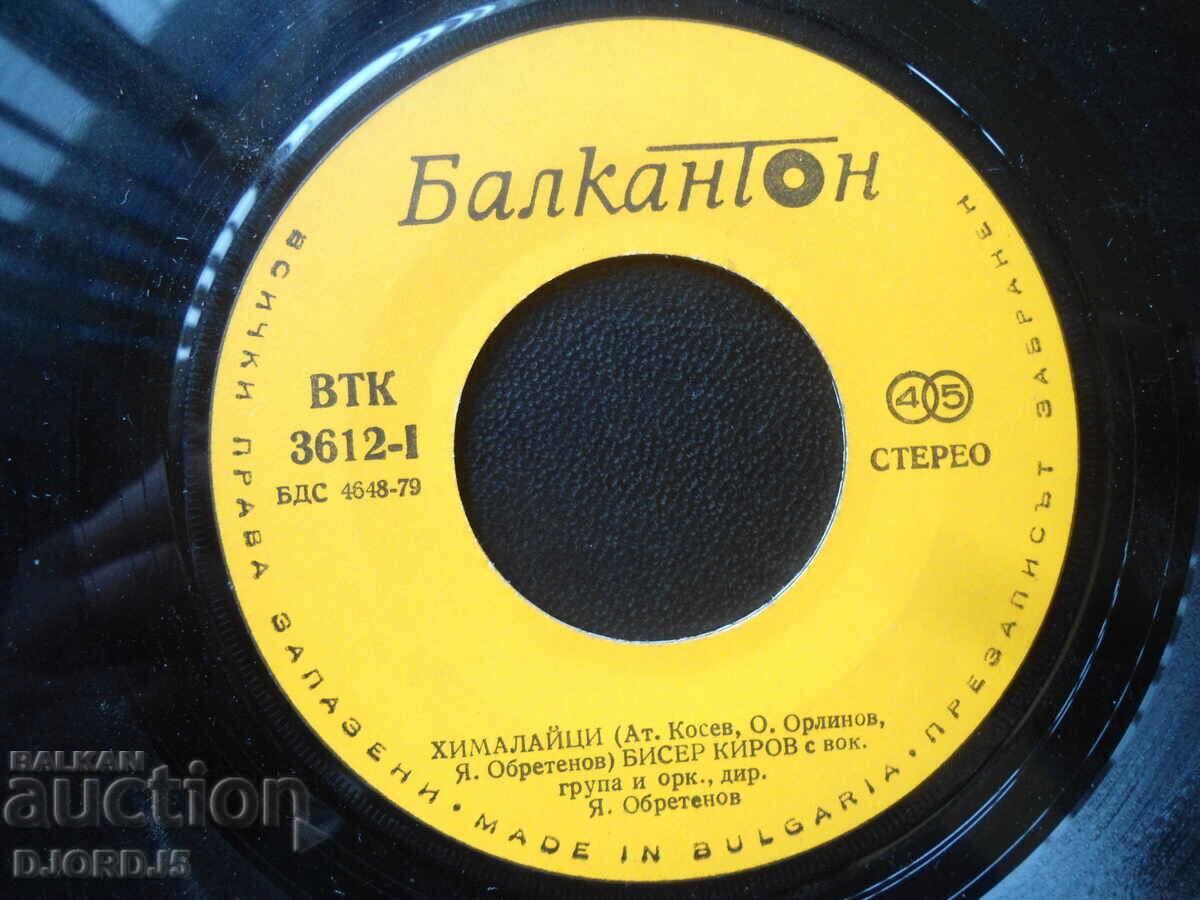 Балкантон
ВТК
3612-I
БДС 4648-79
45
СТЕРЕО
ХИМАЛАЙЦИ (Ат. Косев, О. Орлинов,
Я. Обретенов) БИСЕР КИРОВ с вок.
група и орк., дир.
Я. Обретенов
ВСИЧКИ ПРАВА ЗАПАЗЕНИ • MADE IN BULGARIA • ПРЕЗАПИСЪТ ЗАБРАНЕН
BALKAN
auction
DJORDJ5